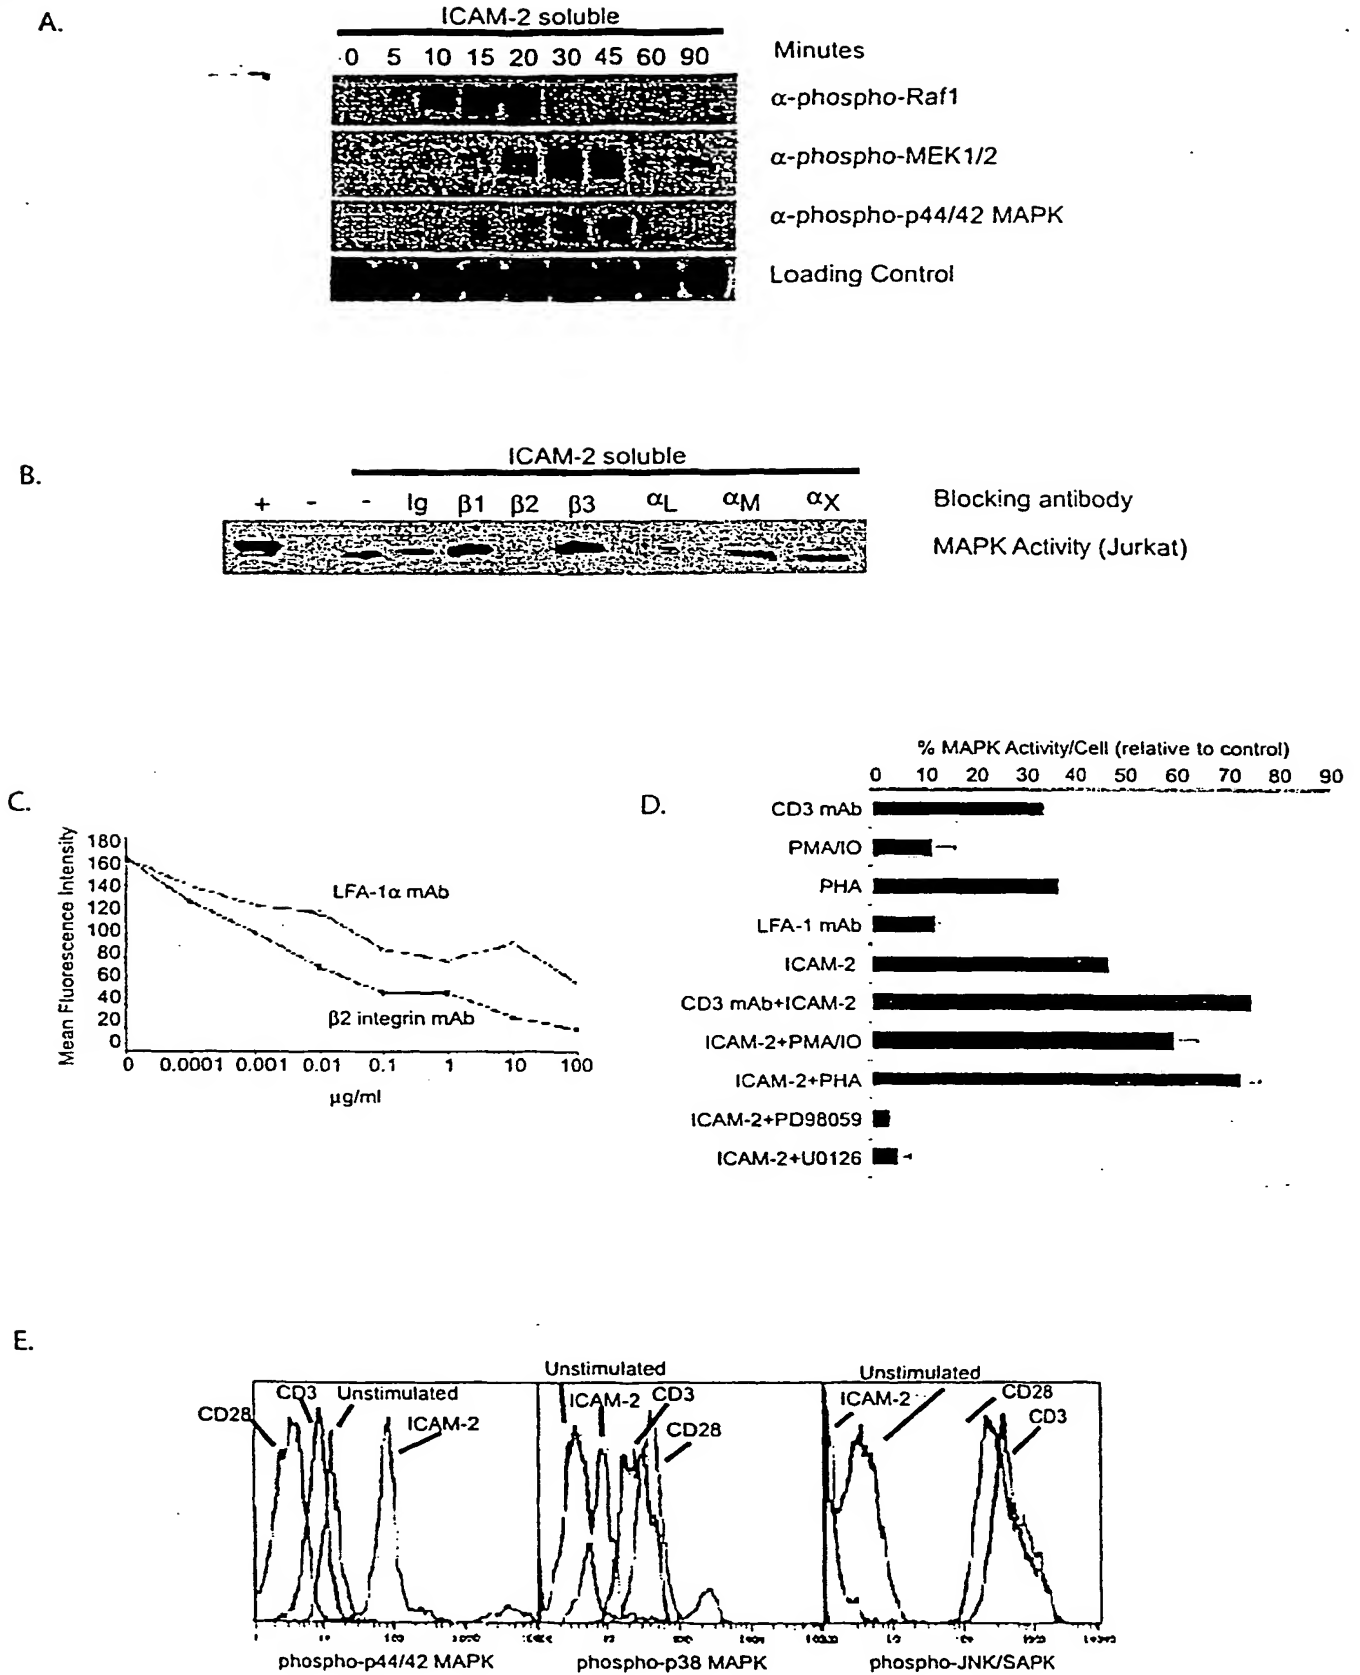 A.
ICAM-2 soluble
0 5 10 15 20 30 45 60 90 Minutes
α-phospho-Raf1
α-phospho-MEK1/2
α-phospho-p44/42 MAPK
Loading Control
B.
ICAM-2 soluble
+ - - Ig β1 β2 β3 αL αM αX Blocking antibody
MAPK Activity (Jurkat)
C.
Mean Fluorescence Intensity
180
160
140
120
100
80
60
40
20
0
LFA-1α mAb
β2 integrin mAb
0 0.0001 0.001 0.01 0.1 1 10 100
µg/ml
D.
% MAPK Activity/Cell (relative to control)
0 10 20 30 40 50 60 70 80 90
CD3 mAb
PMA/IO
PHA
LFA-1 mAb
ICAM-2
CD3 mAb+ICAM-2
ICAM-2+PMA/IO
ICAM-2+PHA
ICAM-2+PD98059
ICAM-2+U0126
E.
CD28 CD3 Unstimulated ICAM-2
phospho-p44/42 MAPK
Unstimulated
ICAM-2 CD3 CD28
phospho-p38 MAPK
Unstimulated
ICAM-2 CD28 CD3
phospho-JNK/SAPK